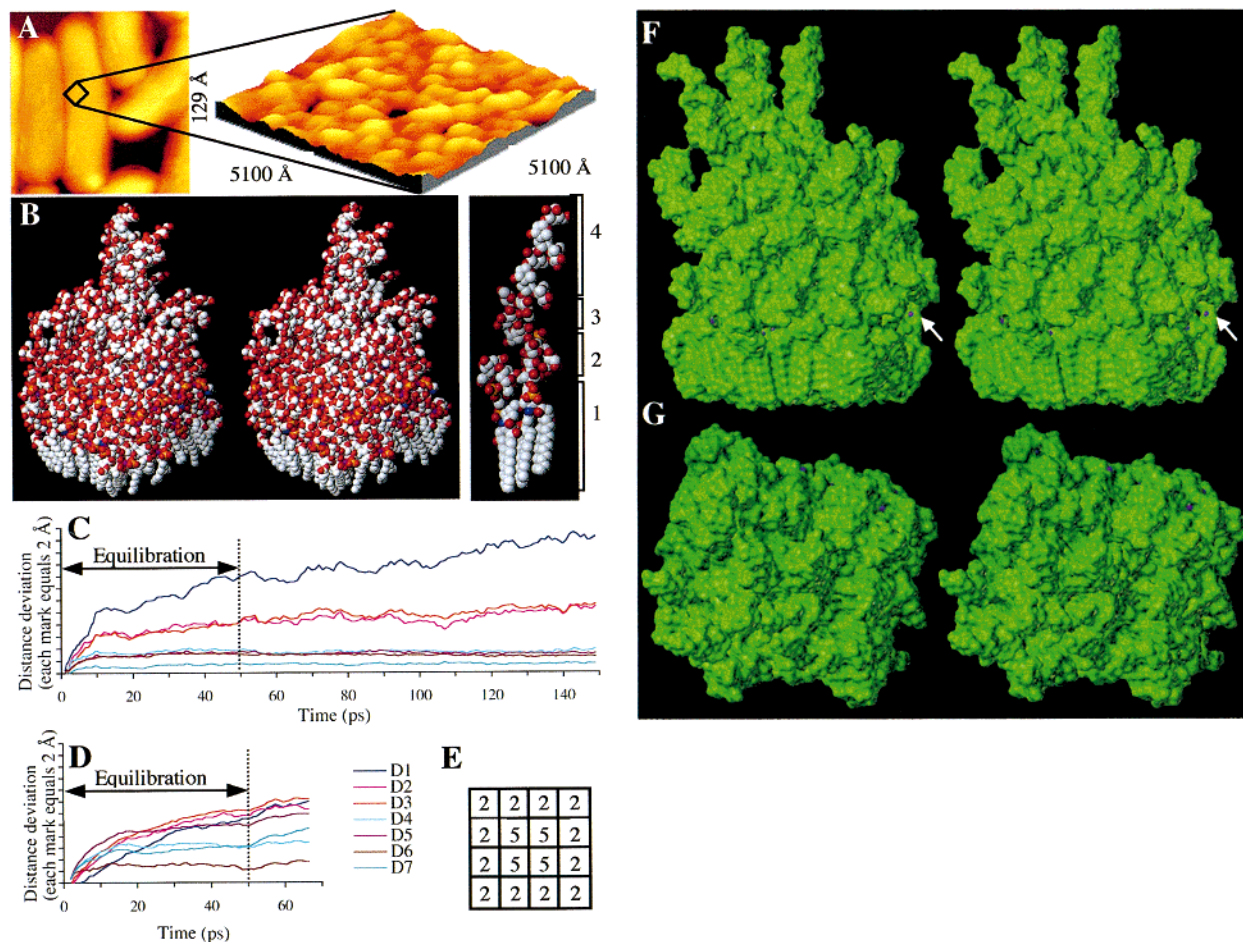 A
129 Å
5100 Å
5100 Å
B
4
3
2
1
C
Equilibration
Distance deviation
(each mark equals 2 Å)
0
20
40
60
80
100
120
140
Time (ps)
D
Equilibration
Distance deviation
(each mark equals 2 Å)
0
20
40
60
Time (ps)
D1
D2
D3
D4
D5
D6
D7
E
2 2 2 2
2 5 5 2
2 5 5 2
2 2 2 2
F
G